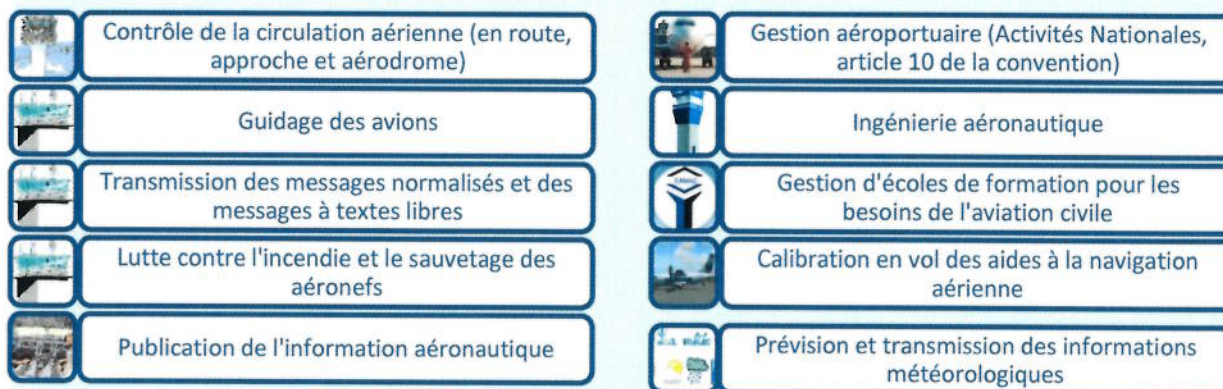 Contrôle de la circulation aérienne (en route,
approche et aérodrome)
Guidage des avions
Transmission des messages normalisés et des
messages à textes libres
Lutte contre l'incendie et le sauvetage des
aéronefs
Publication de l'information aéronautique
Gestion aéroportuaire (Activités Nationales,
article 10 de la convention)
Ingénierie aéronautique
Gestion d'écoles de formation pour les
besoins de l'aviation civile
Calibration en vol des aides à la navigation
aérienne
La mété
Prévision et transmission des informations
météorologiques